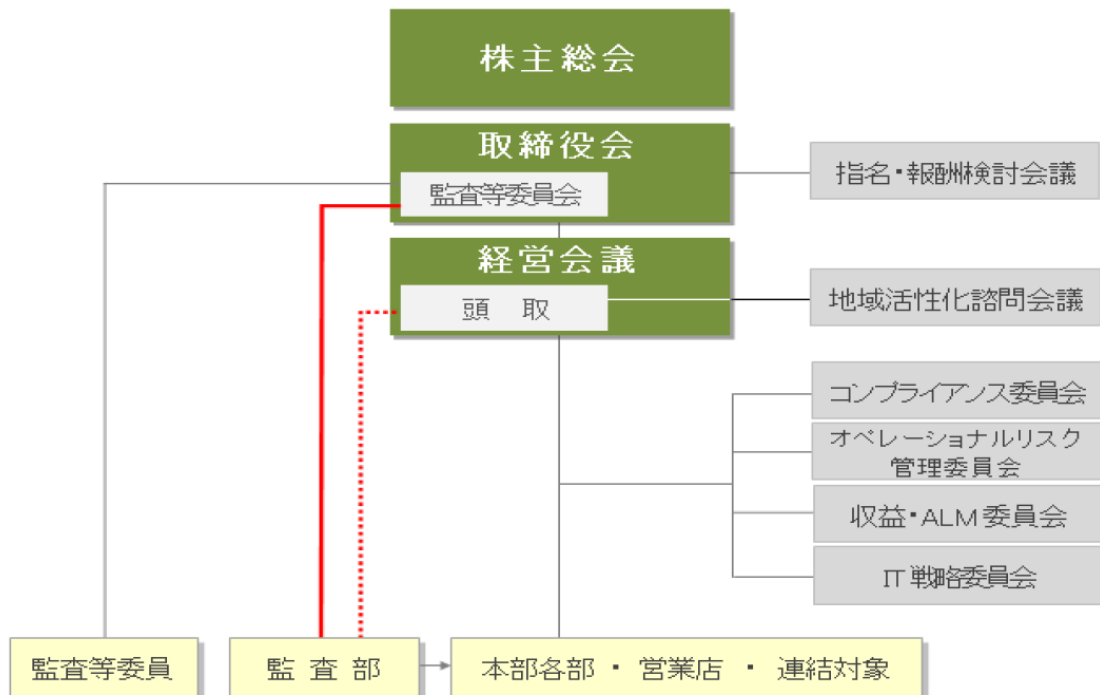 株主総会
取締役会
監査等委員会
指名・報酬検討会議
経営会議
頭 取
地域活性化諮問会議
コンプライアンス委員会
オペレーショナルリスク
管理委員会
収益・ALM委員会
IT戦略委員会
監査等委員
監 査 部
本部各部 ・ 営業店 ・ 連結対象